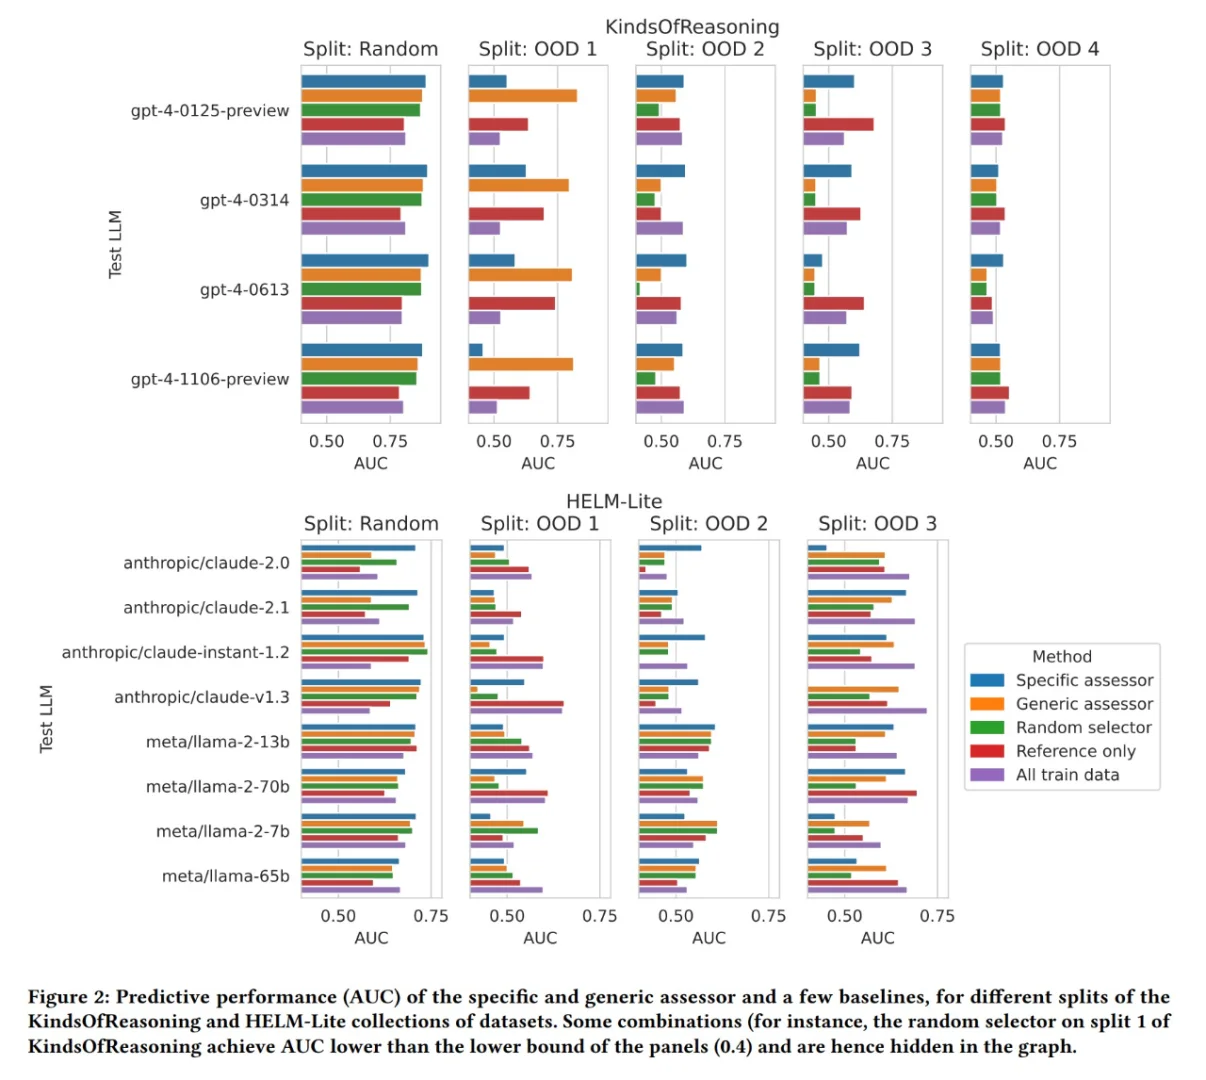 KindsOfReasoning
Split: Random Split: OOD 1 Split: OOD 2 Split: OOD 3 Split: OOD 4
gpt-4-0125-preview
gpt-4-0314
Test LLM
gpt-4-0613
gpt-4-1106-preview
0.50 0.75 0.50 0.75 0.50 0.75 0.50 0.75 0.50 0.75
AUC AUC AUC AUC AUC
HELM-Lite
Split: Random Split: OOD 1 Split: OOD 2 Split: OOD 3
anthropic/claude-2.0
anthropic/claude-2.1
anthropic/claude-instant-1.2
anthropic/claude-v1.3
Test LLM
meta/llama-2-13b
meta/llama-2-70b
meta/llama-2-7b
meta/llama-65b
0.50 0.75 0.50 0.75 0.50 0.75 0.50 0.75
AUC AUC AUC AUC
Method
Specific assessor
Generic assessor
Random selector
Reference only
All train data
Figure 2: Predictive performance (AUC) of the specific and generic assessor and a few baselines, for different splits of the
KindsOfReasoning and HELM-Lite collections of datasets. Some combinations (for instance, the random selector on split 1 of
KindsOfReasoning achieve AUC lower than the lower bound of the panels (0.4) and are hence hidden in the graph.